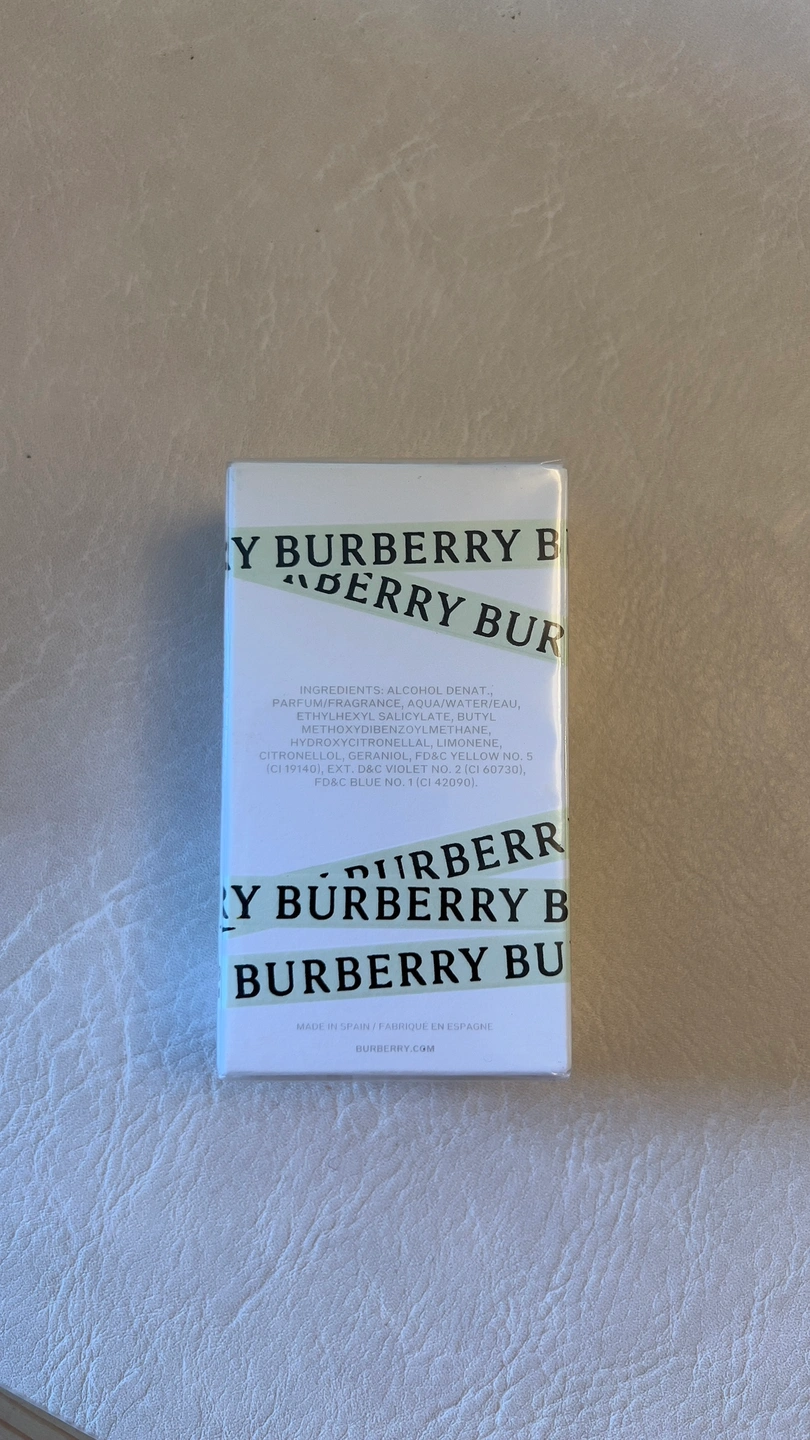 RY BURBERRY B
RBERRY BUR
INGREDIENTS: ALCOHOL DENAT.,
PARFUM/FRAGRANCE, AQUA/WATER/EAU,
ETHYLHEXYL SALICYLATE, BUTYL
METHOXYDIBENZOYLMETHANE,
HYDROXYCITRONELLAL, LIMONENE,
CITRONELLOL, GERANIOL, FD&C YELLOW NO. 5
(CI 19140), EXT. D&C VIOLET NO. 2 (CI 60730),
FD&C BLUE NO. 1 (CI 42090).
BURBERR
RY BURBERRY B
BURBERRY BU
MADE IN SPAIN / FABRIQUÉ EN ESPAGNE
BURBERRY.COM